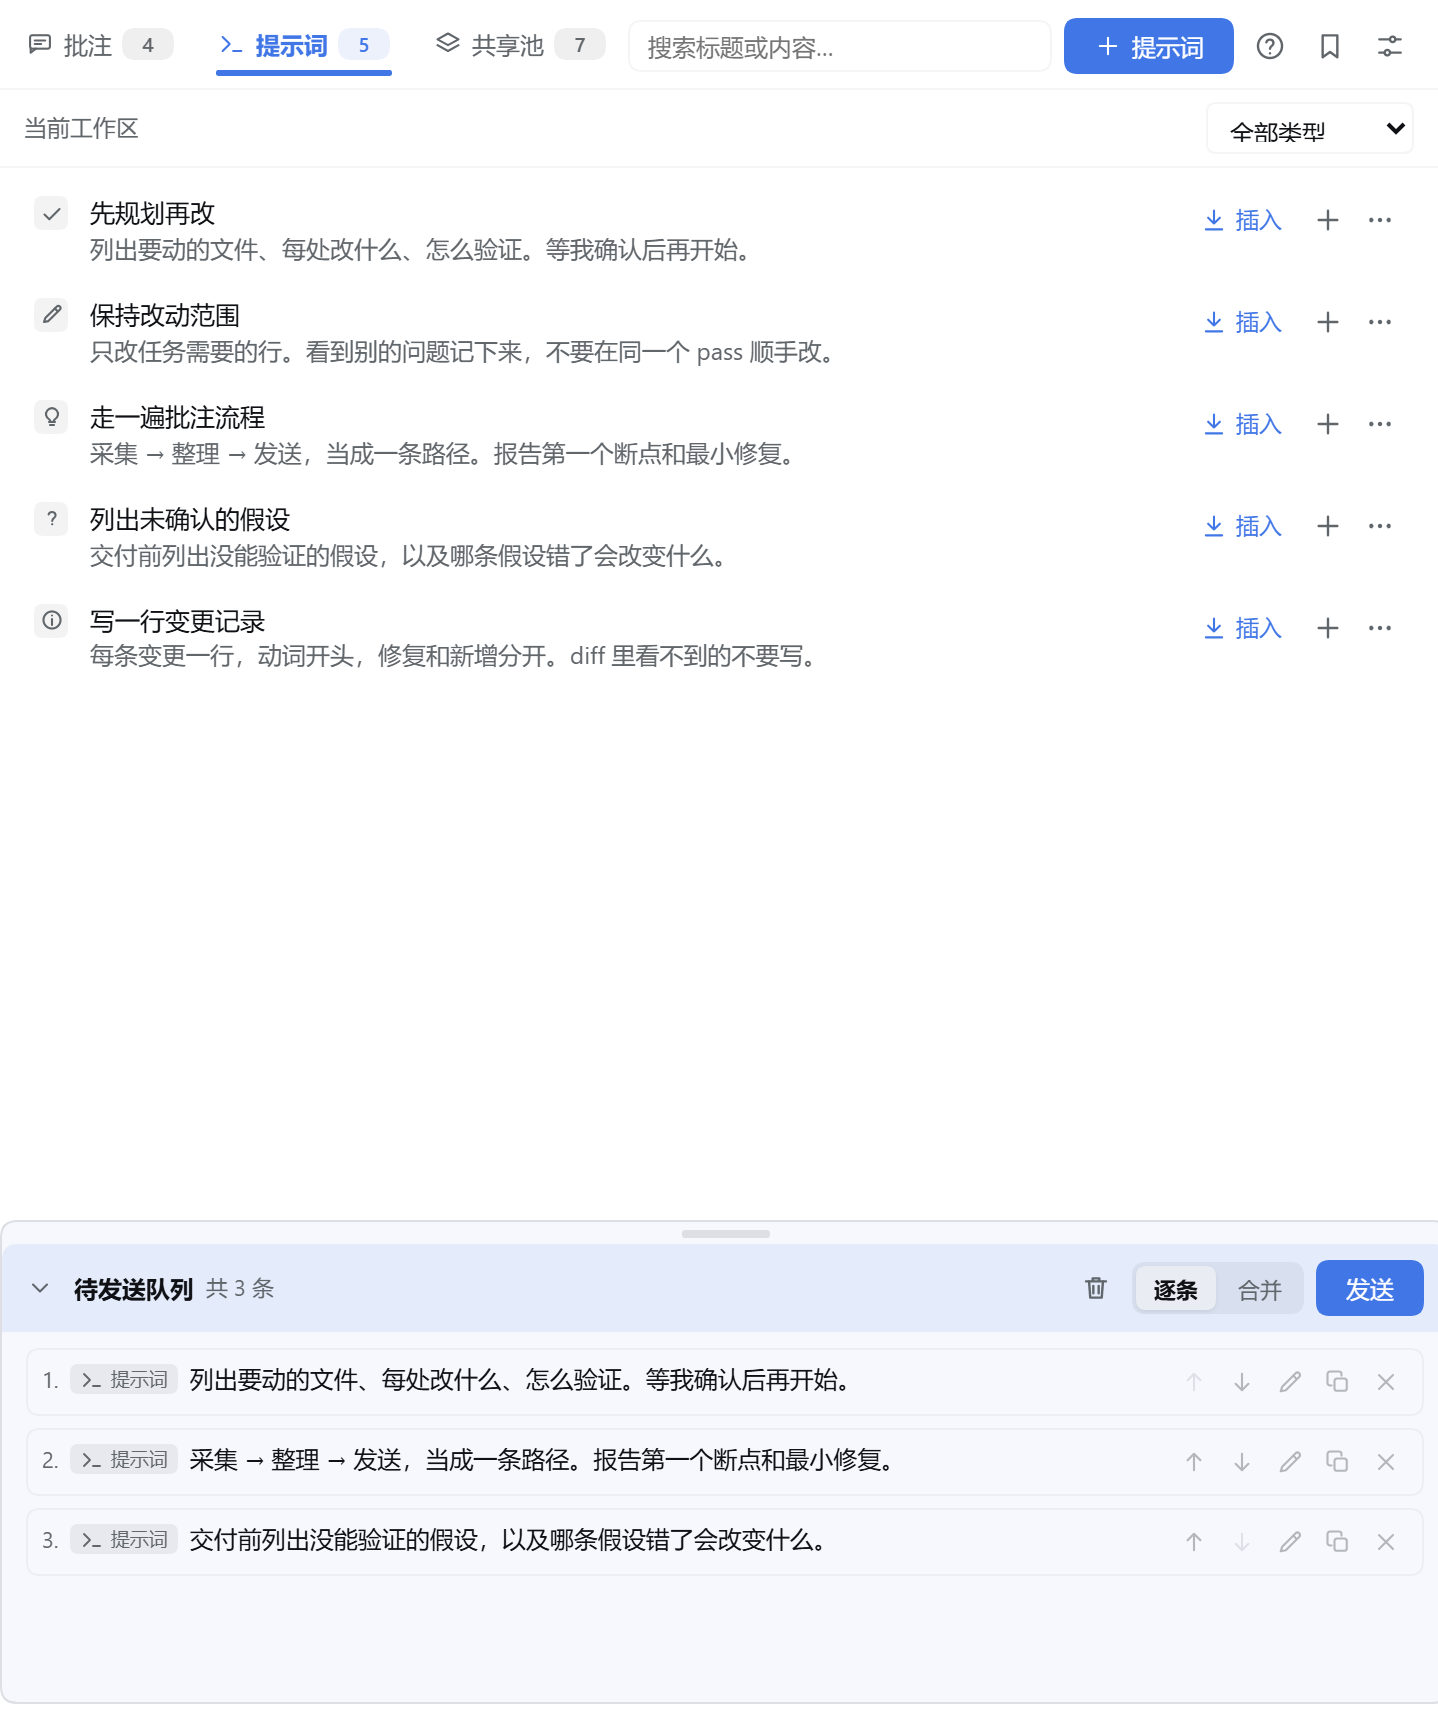 批注 4 提示词 5 共享池 7 搜索标题或内容... 提示词
当前工作区 全部类型
先规划再改
列出要动的文件、每处改什么、怎么验证。等我确认后再开始。
插入
保持改动范围
只改任务需要的行。看到别的问题记下来，不要在同一个 pass 顺手改。
插入
走一遍批注流程
采集 → 整理 → 发送，当成一条路径。报告第一个断点和最小修复。
插入
列出未确认的假设
交付前列出没能验证的假设，以及哪条假设错了会改变什么。
插入
写一行变更记录
每条变更一行，动词开头，修复和新增分开。diff 里看不到的不要写。
插入
待发送队列 共 3 条 逐条 合并 发送
1. 提示词 列出要动的文件、每处改什么、怎么验证。等我确认后再开始。
2. 提示词 采集 → 整理 → 发送，当成一条路径。报告第一个断点和最小修复。
3. 提示词 交付前列出没能验证的假设，以及哪条假设错了会改变什么。